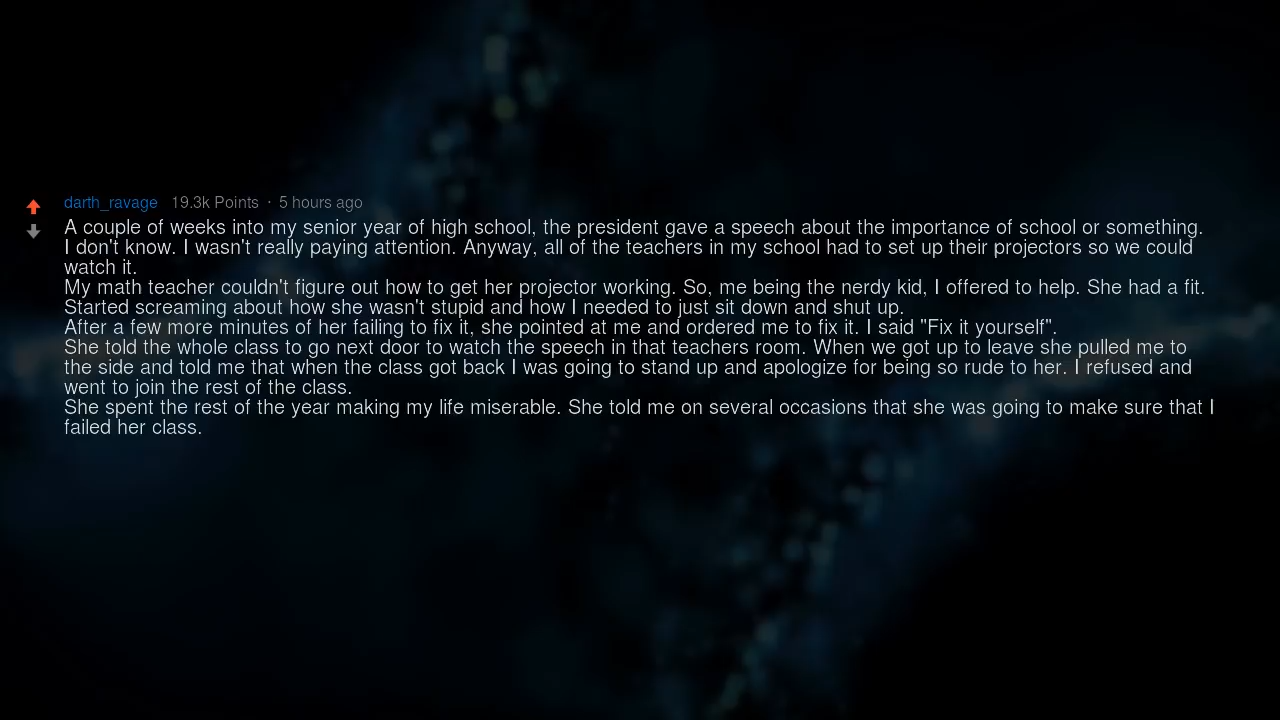 darth_ravage 19.3k Points · 5 hours ago
A couple of weeks into my senior year of high school, the president gave a speech about the importance of school or something.
I don't know. I wasn't really paying attention. Anyway, all of the teachers in my school had to set up their projectors so we could
watch it.
My math teacher couldn't figure out how to get her projector working. So, me being the nerdy kid, I offered to help. She had a fit.
Started screaming about how she wasn't stupid and how I needed to just sit down and shut up.
After a few more minutes of her failing to fix it, she pointed at me and ordered me to fix it. I said "Fix it yourself".
She told the whole class to go next door to watch the speech in that teachers room. When we got up to leave she pulled me to
the side and told me that when the class got back I was going to stand up and apologize for being so rude to her. I refused and
went to join the rest of the class.
She spent the rest of the year making my life miserable. She told me on several occasions that she was going to make sure that I
failed her class.